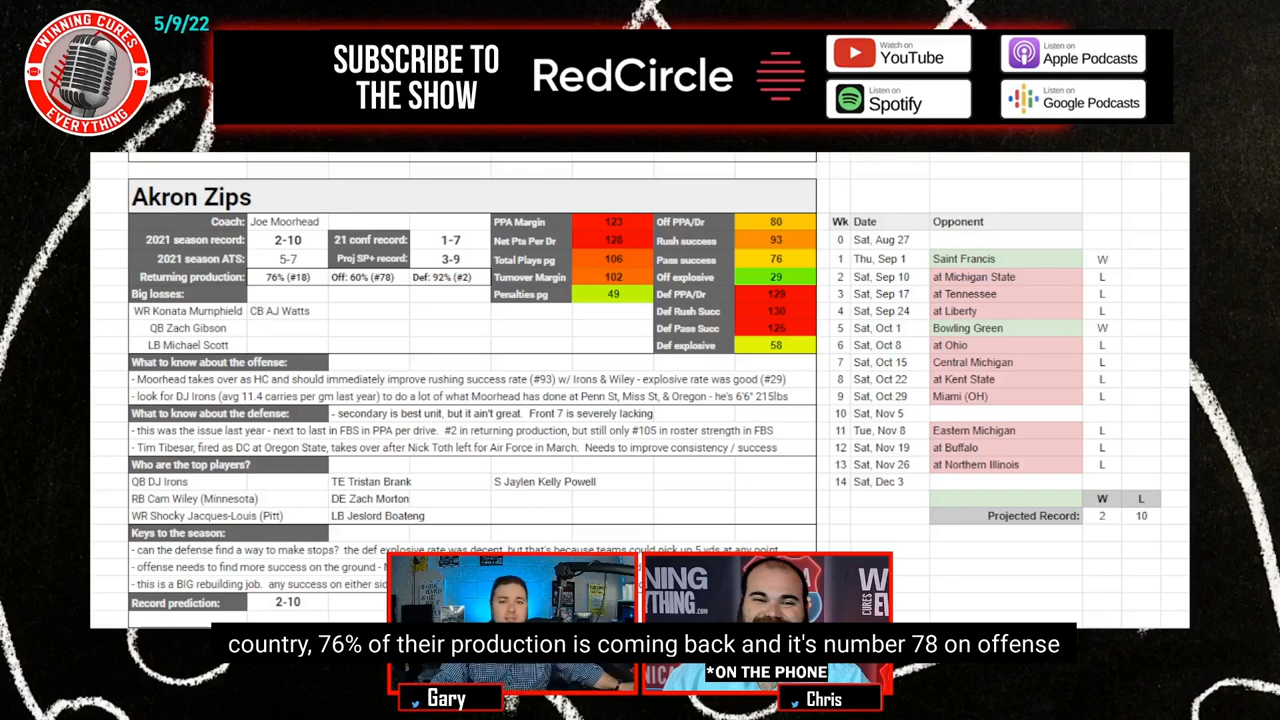 5/9/22
WINNING CURES
EVERYTHING
SUBSCRIBE TO
THE SHOW
RedCircle
Watch on
YouTube
Listen on
Apple Podcasts
Listen on
Spotify
Listen on
Google Podcasts
Akron Zips
Coach: Joe Moorhead PPA Margin 123 Off PPA/Dr 80
2021 season record: 2-10 21 conf record: 1-7 Net Pts Per Dr 128 Rush success 93
2021 season ATS: 5-7 Proj SP+ record: 3-9 Total Plays pg 106 Pass success 76
Returning production: 76% (#18) Off: 60% (#78) Def: 92% (#2) Turnover Margin 102 Off explosive 29
Big losses: Penalties pg 49 Def PPA/Dr 129
WR Konata Mumphield CB AJ Watts Def Rush Succ 130
QB Zach Gibson Def Pass Succ 125
LB Michael Scott Def explosive 58
What to know about the offense:
- Moorhead takes over as HC and should immediately improve rushing success rate (#93) w/ Irons & Wiley - explosive rate was good (#29)
- look for DJ Irons (avg 11.4 carries per gm last year) to do a lot of what Moorhead has done at Penn St, Miss St, & Oregon - he's 6'6" 215lbs
What to know about the defense: - secondary is best unit, but it ain't great. Front 7 is severely lacking
- this was the issue last year - next to last in FBS in PPA per drive. #2 in returning production, but still only #105 in roster strength in FBS
- Tim Tibesar, fired as DC at Oregon State, takes over after Nick Toth left for Air Force in March. Needs to improve consistency / success
Who are the top players?
QB DJ Irons TE Tristan Brank S Jaylen Kelly Powell
RB Cam Wiley (Minnesota) DE Zach Morton
WR Shocky Jacques-Louis (Pitt) LB Jeslord Boateng
Keys to the season:
- can the defense find a way to make stops? the def explosive rate was decent, but that's because teams could pick up 5 yds at any point
- offense needs to find more success on the ground -
- this is a BIG rebuilding job. any success on either
Record prediction: 2-10
Wk Date Opponent
0 Sat, Aug 27
1 Thu, Sep 1 Saint Francis W
2 Sat, Sep 10 at Michigan State L
3 Sat, Sep 17 at Tennessee L
4 Sat, Sep 24 at Liberty L
5 Sat, Oct 1 Bowling Green W
6 Sat, Oct 8 at Ohio L
7 Sat, Oct 15 Central Michigan L
8 Sat, Oct 22 at Kent State L
9 Sat, Oct 29 Miami (OH) L
10 Sat, Nov 5
11 Tue, Nov 8 Eastern Michigan L
12 Sat, Nov 19 at Buffalo L
13 Sat, Nov 26 at Northern Illinois L
14 Sat, Dec 3
W L
Projected Record: 2 10
country, 76% of their production is coming back and it's number 78 on offense
*ON THE PHONE
Gary
Chris